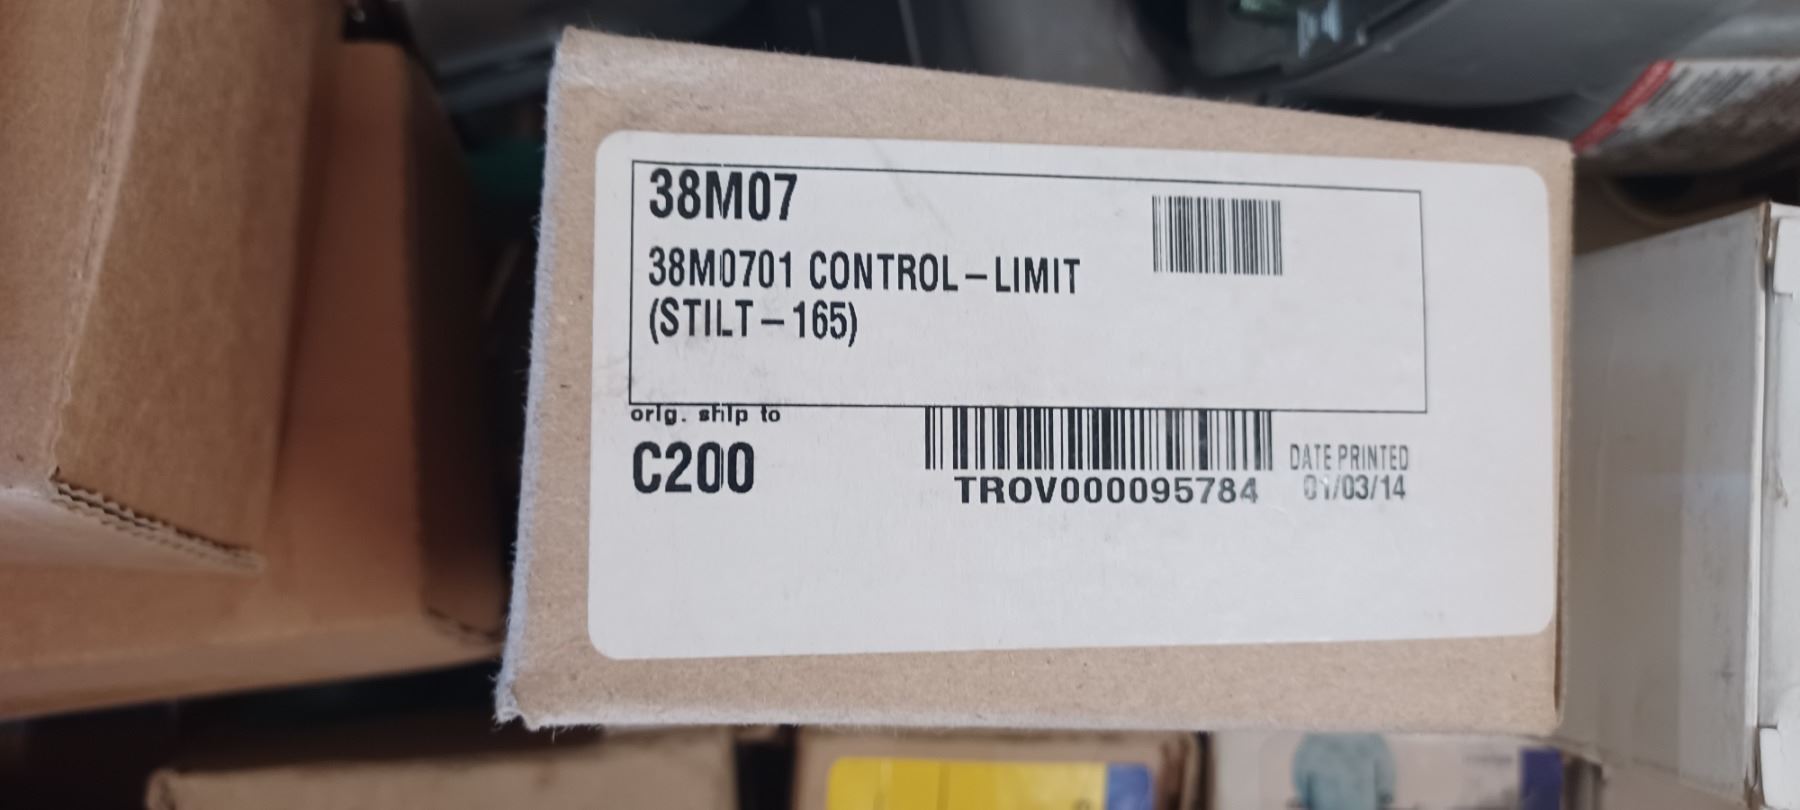 38M07
38M0701 CONTROL-LIMIT
(STILT-165)
orig. ship to
C200
TROV000095784
DATE PRINTED
01/03/14